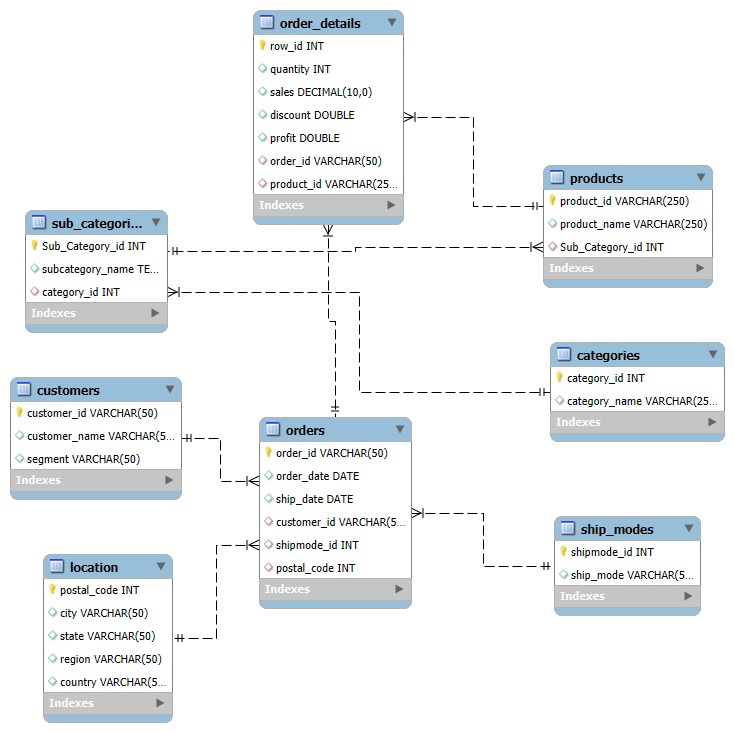 order_details
row_id INT
quantity INT
sales DECIMAL(10,0)
discount DOUBLE
profit DOUBLE
order_id VARCHAR(50)
product_id VARCHAR(25...
Indexes
products
product_id VARCHAR(250)
product_name VARCHAR(250)
Sub_Category_id INT
Indexes
sub_categori...
Sub_Category_id INT
subcategory_name TE...
category_id INT
Indexes
categories
category_id INT
category_name VARCHAR(25...
Indexes
customers
customer_id VARCHAR(50)
customer_name VARCHAR(5...
segment VARCHAR(50)
Indexes
orders
order_id VARCHAR(50)
order_date DATE
ship_date DATE
customer_id VARCHAR(5...
shipmode_id INT
postal_code INT
Indexes
ship_modes
shipmode_id INT
ship_mode VARCHAR(5...
Indexes
location
postal_code INT
city VARCHAR(50)
state VARCHAR(50)
region VARCHAR(50)
country VARCHAR(5...
Indexes